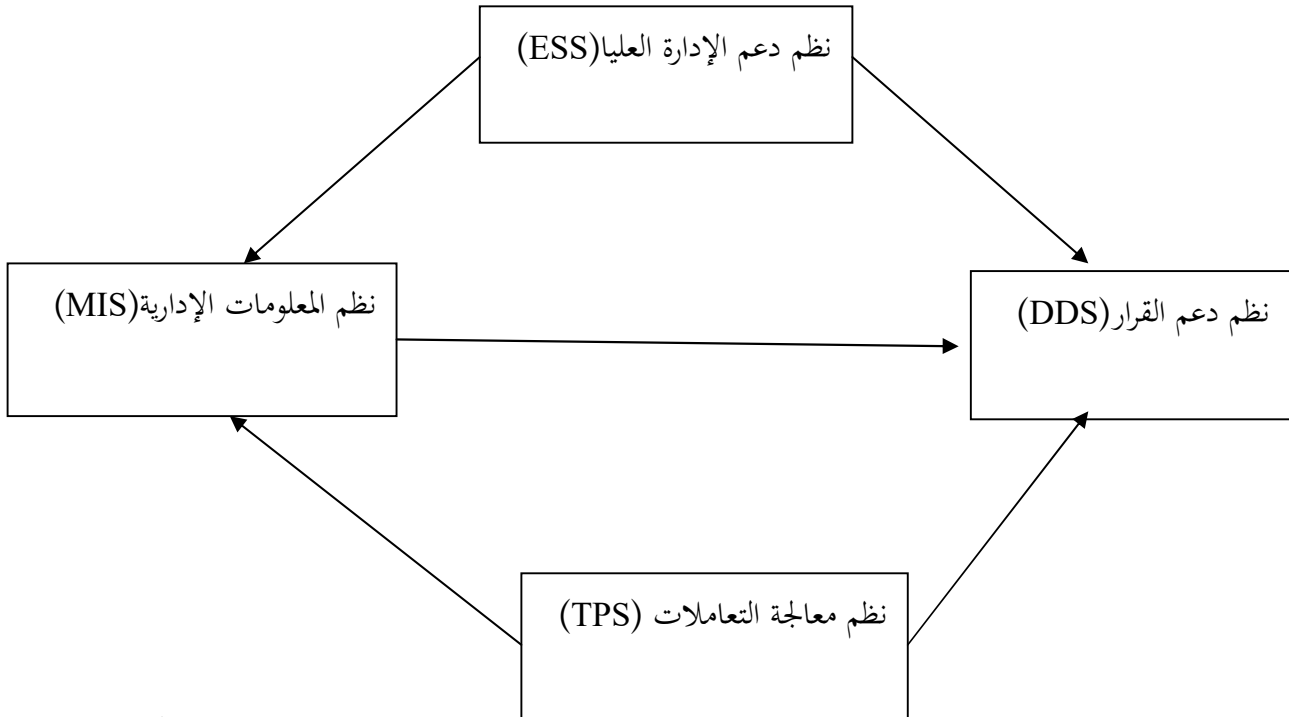 نظم دعم الإدارة العليا(ESS)
نظم المعلومات الإدارية(MIS)
نظم دعم القرار(DDS)
نظم معالجة التعاملات (TPS)